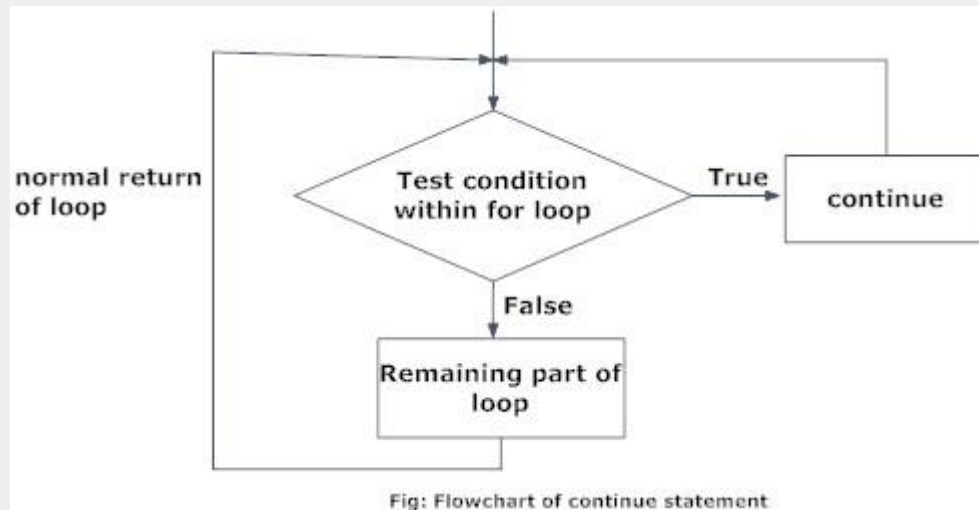 normal return
of loop
Test condition
within for loop
True
continue
False
Remaining part of
loop
Fig: Flowchart of continue statement